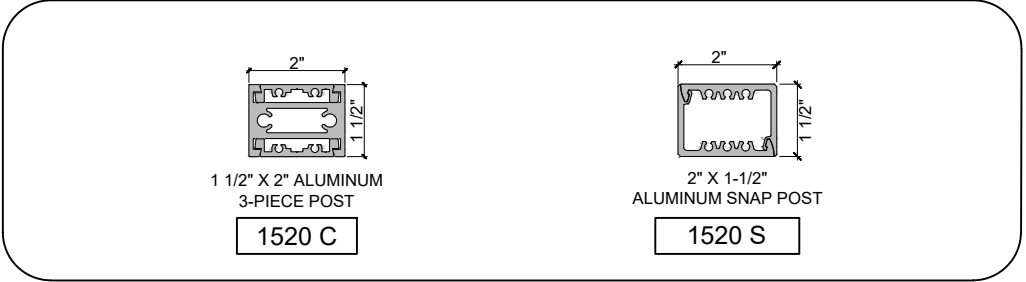 2"
1 1/2"
1 1/2" X 2" ALUMINUM
3-PIECE POST
1520 C
2"
1 1/2"
2" X 1-1/2"
ALUMINUM SNAP POST
1520 S